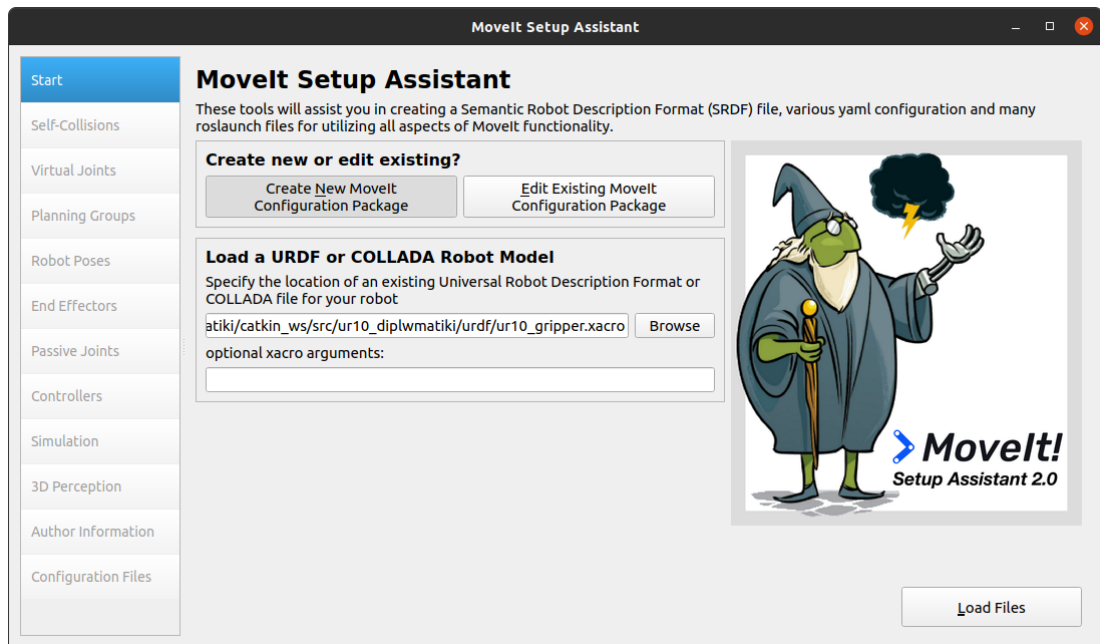 MoveIt Setup Assistant
Start
Self-Collisions
Virtual Joints
Planning Groups
Robot Poses
End Effectors
Passive Joints
Controllers
Simulation
3D Perception
Author Information
Configuration Files
MoveIt Setup Assistant
These tools will assist you in creating a Semantic Robot Description Format (SRDF) file, various yaml configuration and many
roslaunch files for utilizing all aspects of MoveIt functionality.
Create new or edit existing?
Create New MoveIt
Configuration Package
Edit Existing MoveIt
Configuration Package
Load a URDF or COLLADA Robot Model
Specify the location of an existing Universal Robot Description Format or
COLLADA file for your robot
atiki/catkin_ws/src/ur10_diplwmatiki/urdf/ur10_gripper.xacro
Browse
optional xacro arguments:
MoveIt!
Setup Assistant 2.0
Load Files